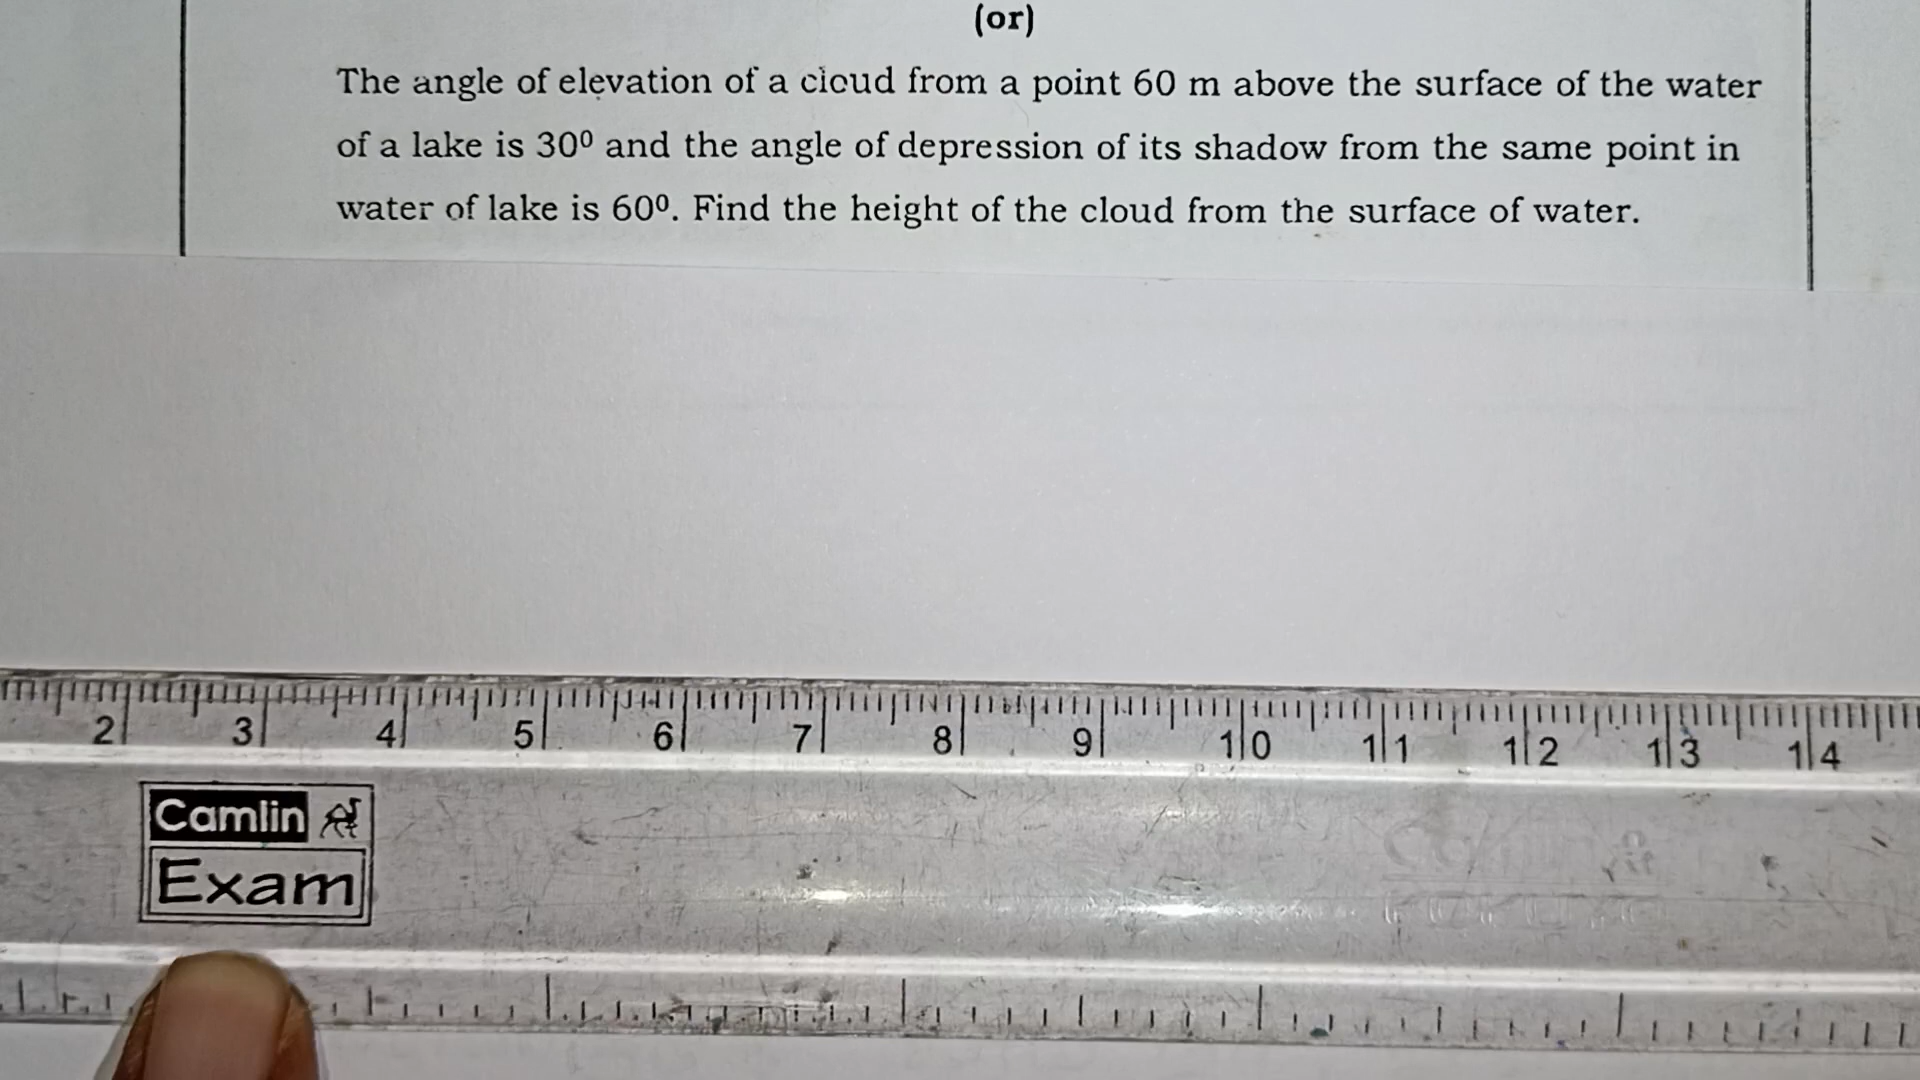 (or)
The angle of elevation of a cloud from a point 60 m above the surface of the water
of a lake is 30⁰ and the angle of depression of its shadow from the same point in
water of lake is 60⁰. Find the height of the cloud from the surface of water.
2 3 4 5 6 7 8 9 10 11 12 13 14
Camlin
Exam